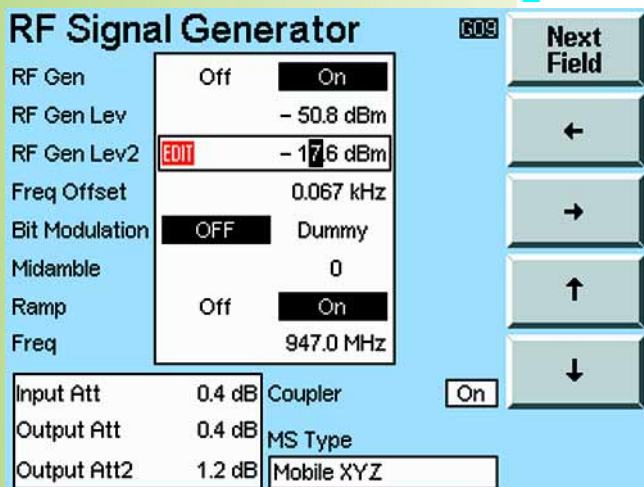 RF Signal Generator
G09
Next Field
RF Gen Off On
RF Gen Lev – 50.8 dBm
RF Gen Lev2 EDIT – 17.6 dBm
Freq Offset 0.067 kHz
Bit Modulation OFF Dummy
Midamble 0
Ramp Off On
Freq 947.0 MHz
Input Att 0.4 dB Coupler On
Output Att 0.4 dB
MS Type
Output Att2 1.2 dB Mobile XYZ
←
→
↑
↓